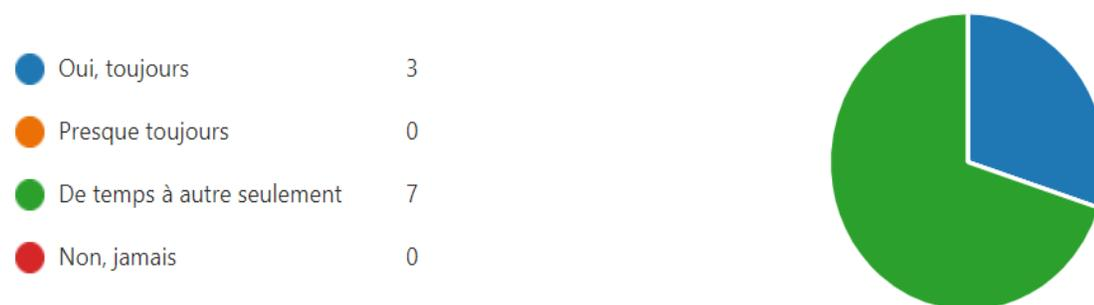 Oui, toujours 3
Presque toujours 0
De temps à autre seulement 7
Non, jamais 0